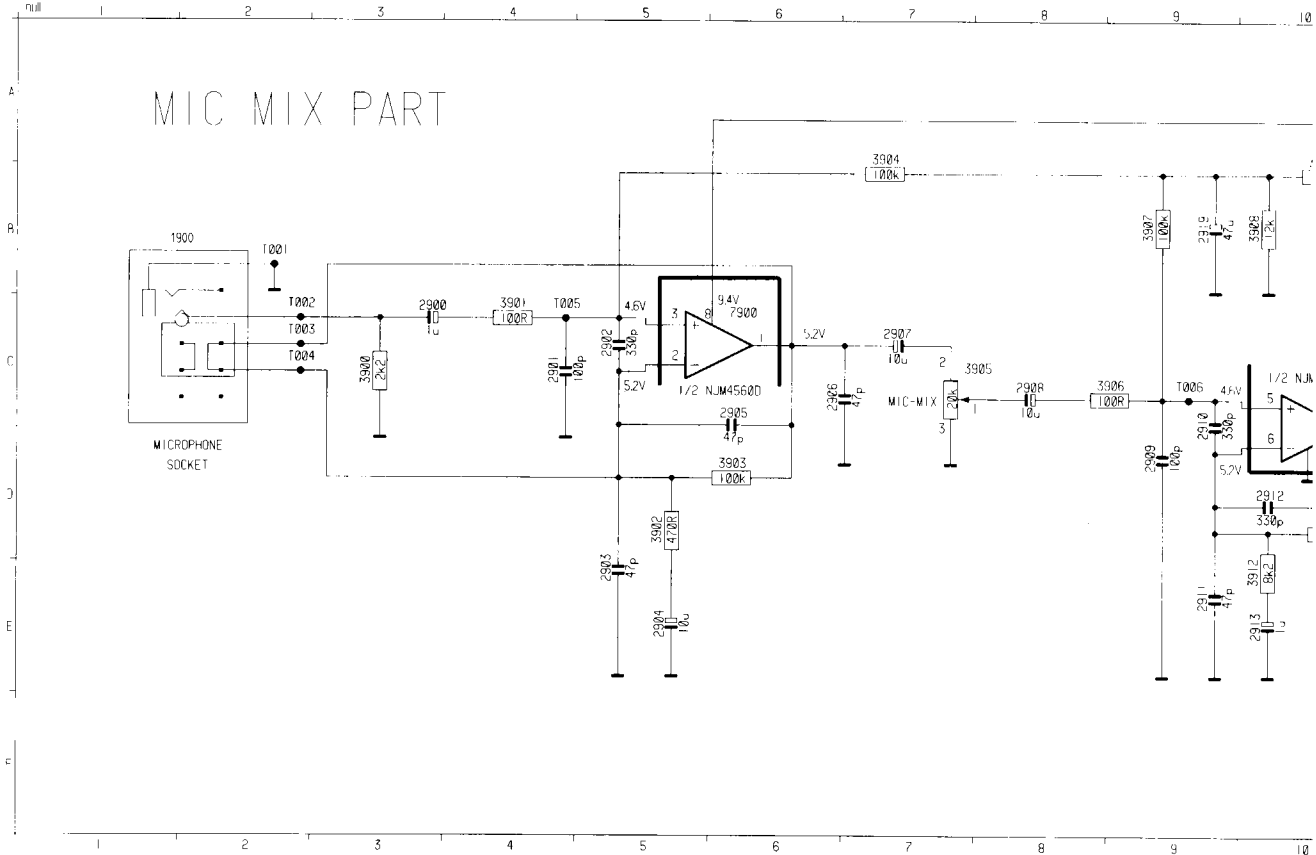 null
1 2 3 4 5 6 7 8 9 10
A
MIC MIX PART
3904
100k
B
3907
100k
2919
47u
3908
12k
1900
T001
T002
T003
T004
2900
1u
3901
100R
T005
4.6V
9.4V
8
7900
3
+
2
-
1
5.2V
5.2V
1/2 NJM4560D
2902
330p
C
3900
2k2
2901
100p
2907
10u
2
3905
20k
1
3
MIC-MIX
2906
47p
2908
10u
3906
100R
T006
4.6V
1/2 NJM
5
+
6
-
5.2V
2910
330p
2909
100p
MICROPHONE
SOCKET
2905
47p
3903
100k
D
3902
470R
2912
330p
2903
47p
2904
10u
2911
47p
3912
8k2
2913
E
1 2 3 4 5 6 7 8 9 10